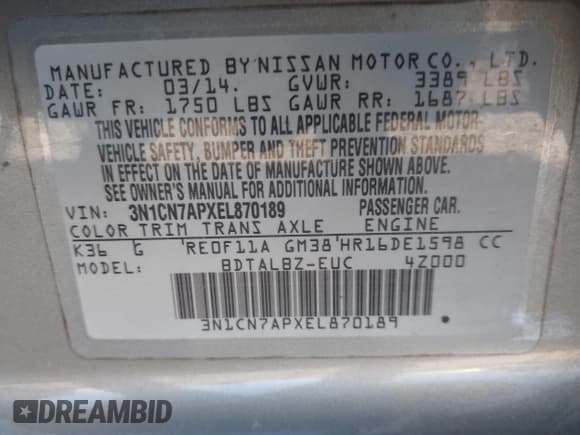 MANUFACTURED BY NISSAN MOTOR CO., LTD.
DATE: 03/14. GVWR: 3389 LBS
GAWR FR: 1750 LBS GAWR RR: 1687 LBS
THIS VEHICLE CONFORMS TO ALL APPLICABLE FEDERAL MOTOR
VEHICLE SAFETY, BUMPER AND THEFT PREVENTION STANDARDS
IN EFFECT ON THE DATE OF MANUFACTURE SHOWN ABOVE.
SEE OWNER'S MANUAL FOR ADDITIONAL INFORMATION.
VIN: 3N1CN7APXEL870189 PASSENGER CAR.
COLOR TRIM TRANS AXLE ENGINE
K36 G 'RE0F11A GM38'HR16DE1598 CC
MODEL: BDTALBZ-EUC 4Z000
3N1CN7APXEL870189
DREAMBID